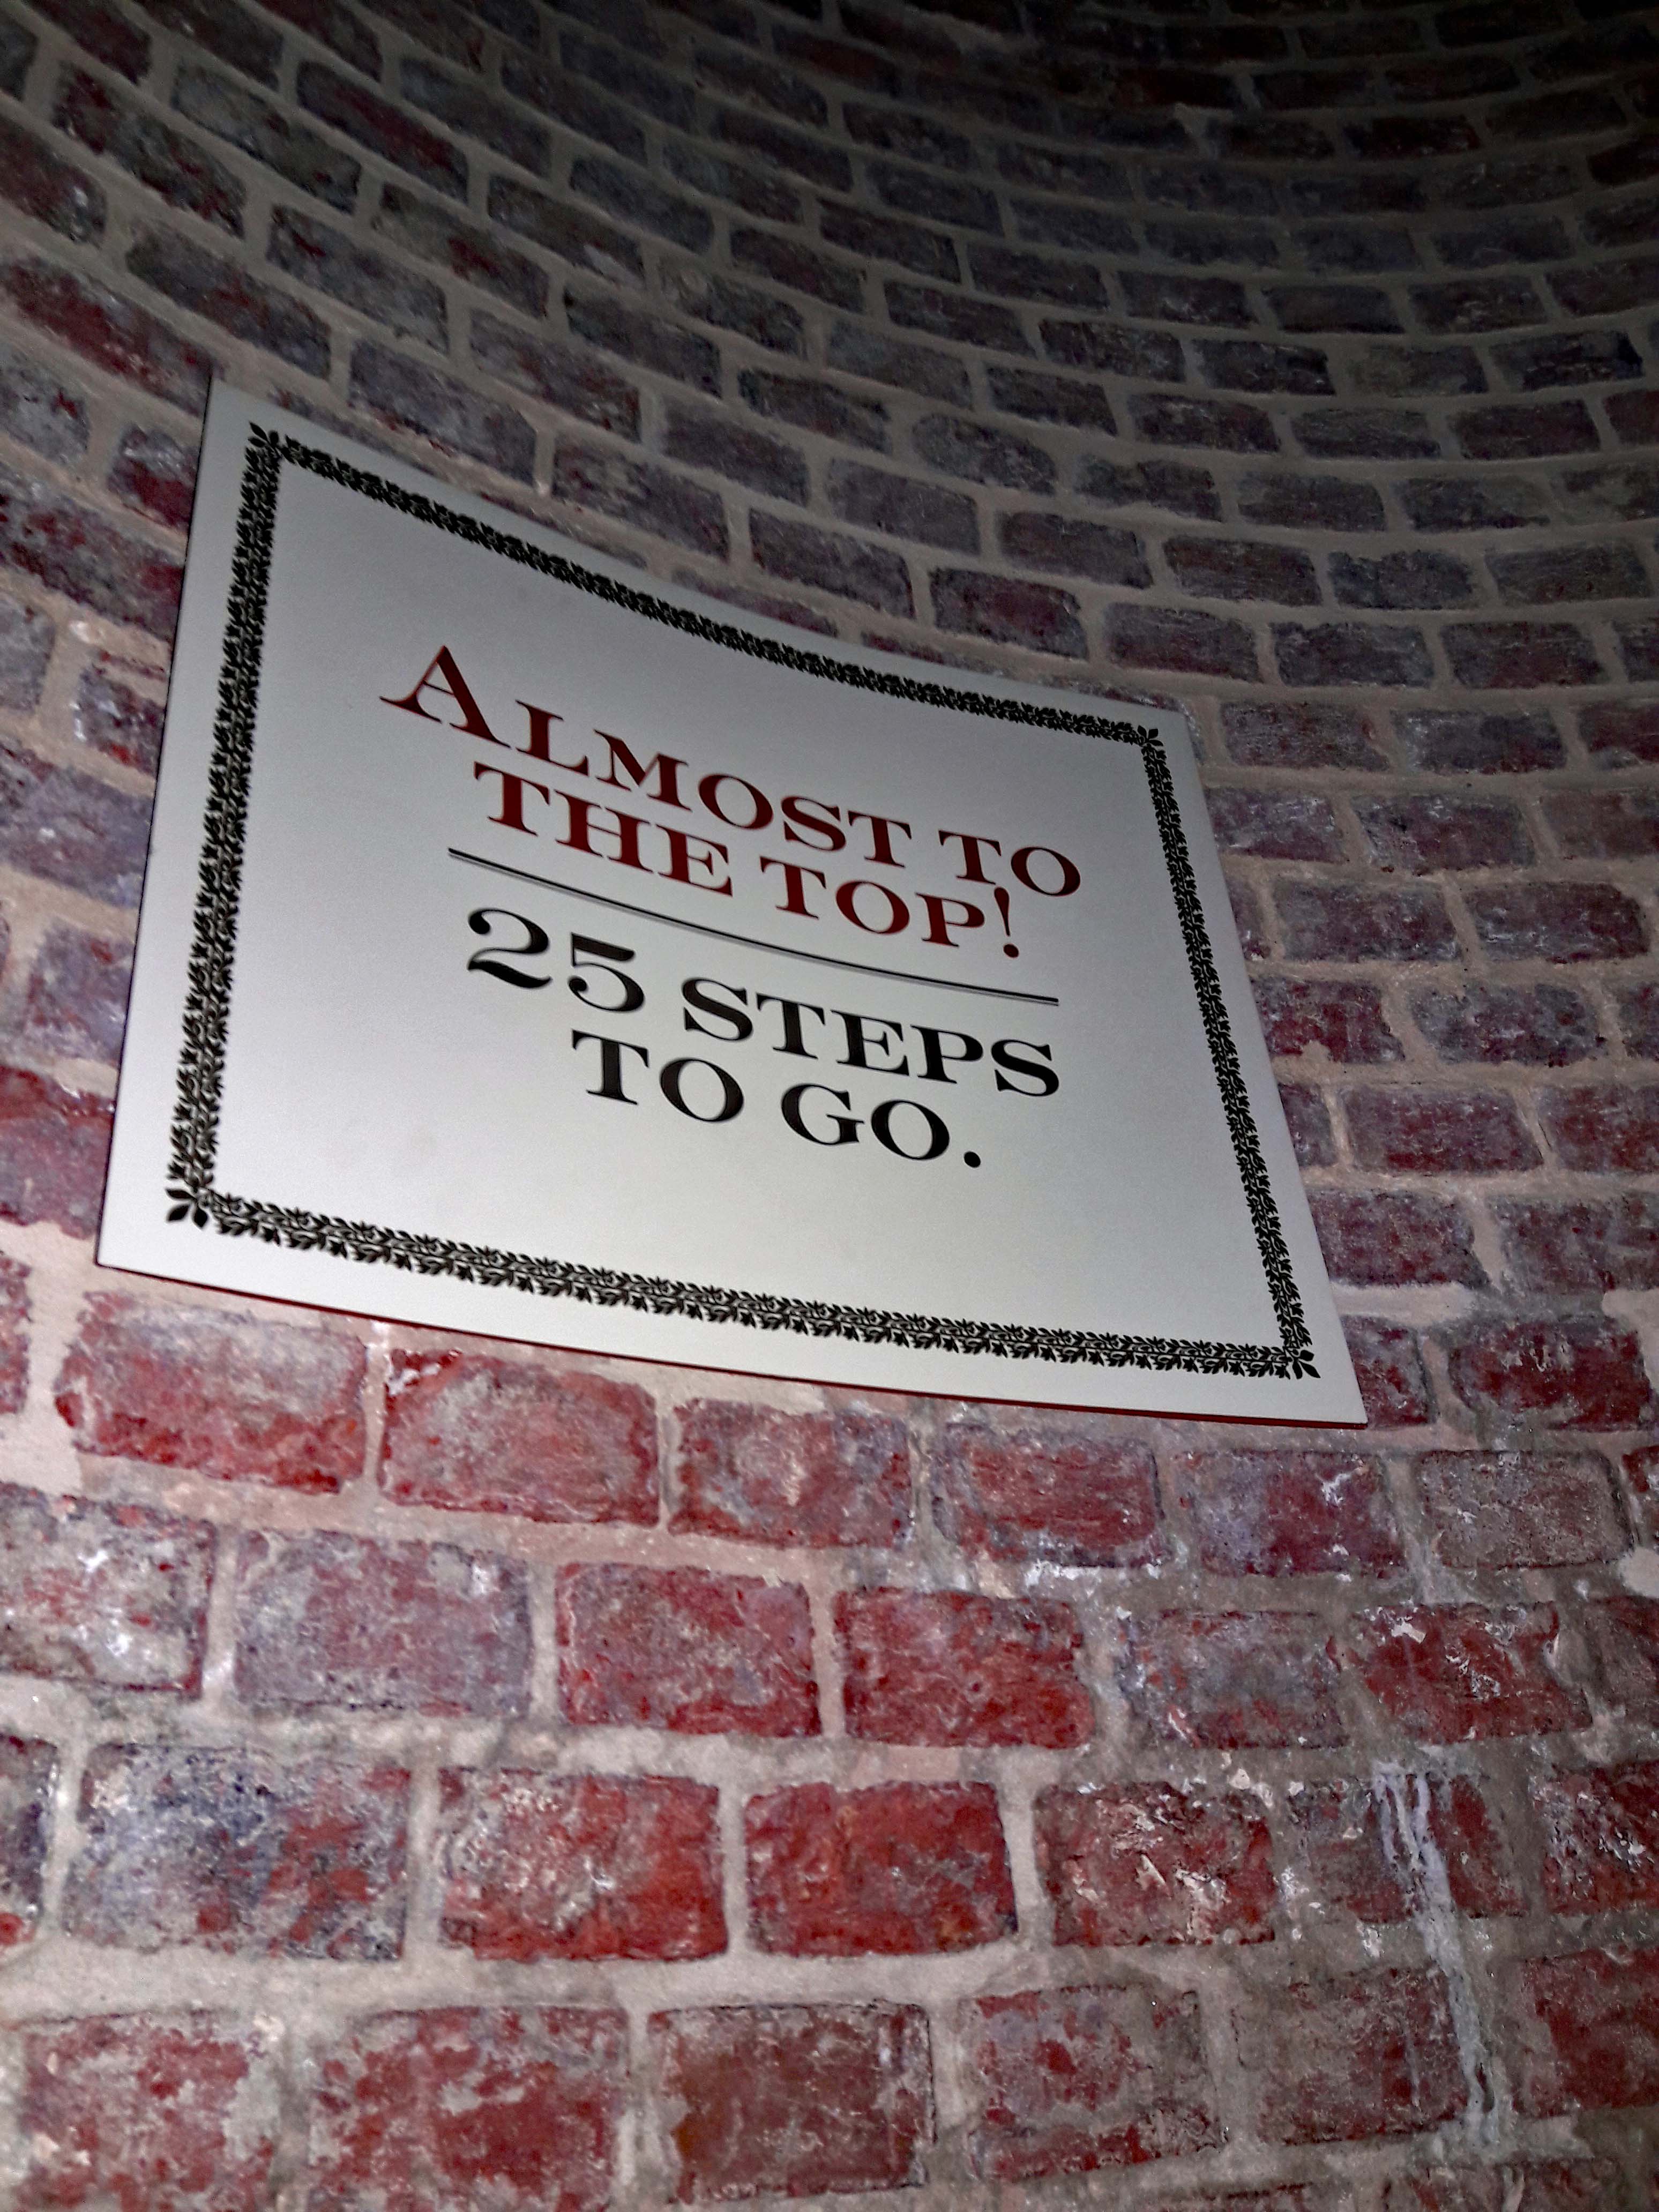 ALMOST TO
THE TOP!
25 STEPS
TO GO.